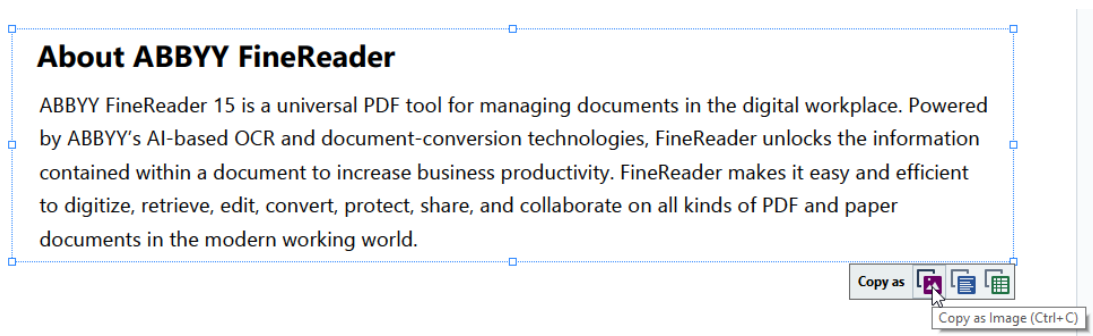 About ABBYY FineReader
ABBYY FineReader 15 is a universal PDF tool for managing documents in the digital workplace. Powered
by ABBYY’s AI-based OCR and document-conversion technologies, FineReader unlocks the information
contained within a document to increase business productivity. FineReader makes it easy and efficient
to digitize, retrieve, edit, convert, protect, share, and collaborate on all kinds of PDF and paper
documents in the modern working world.
Copy as
Copy as Image (Ctrl+C)